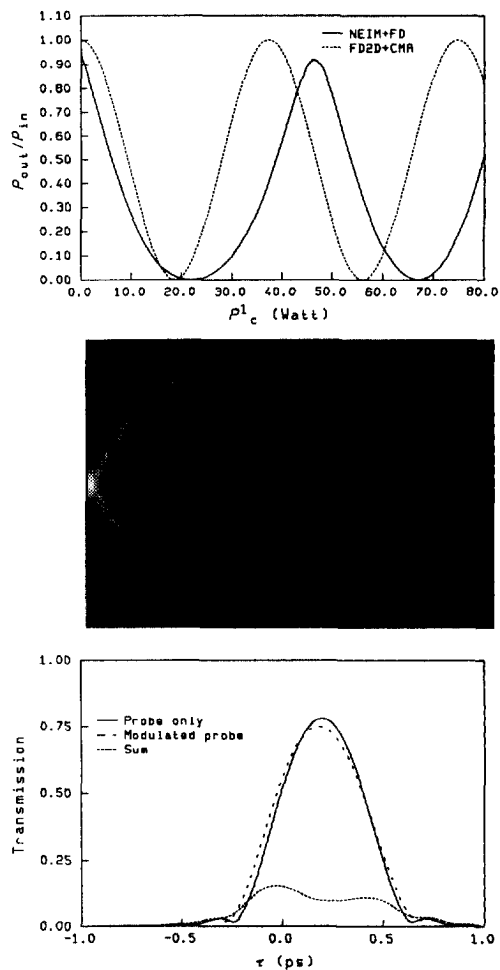 1.10
1.00
0.90
0.80
0.70
0.60
0.50
0.40
0.30
0.20
0.10
0.00
P_out/P_in
NEIM+FD
FD2D+CMA
0.0 10.0 20.0 30.0 40.0 50.0 60.0 70.0 80.0
P¹_c (Watt)
1.00
0.75
0.50
0.25
0.00
Transmission
Probe only
Modulated probe
Sum
-1.0 -0.5 0.0 0.5 1.0
τ (ps)